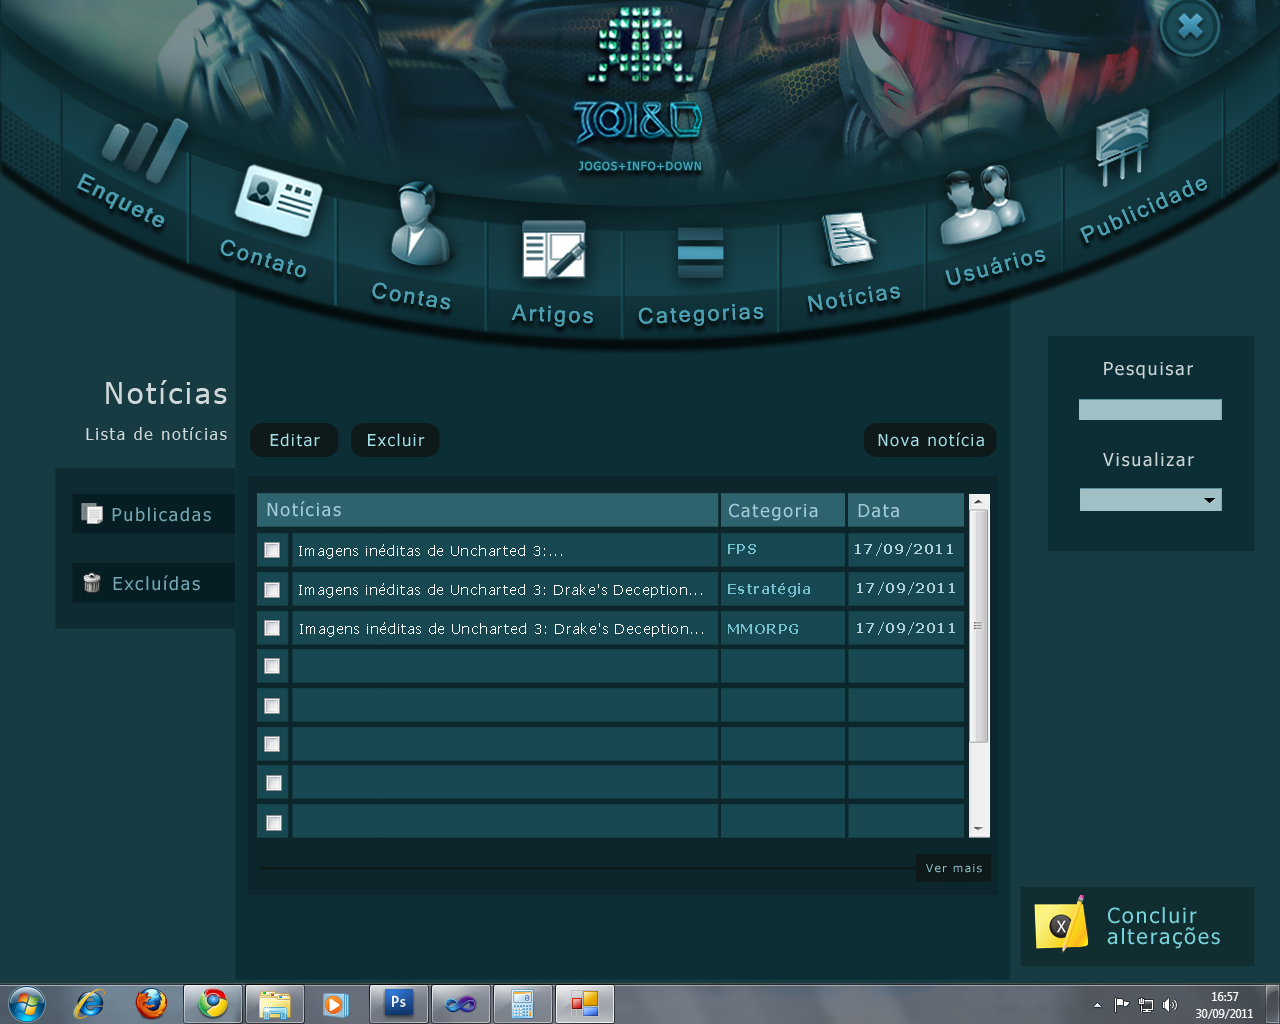 JOI&D
JOGOS+INFO+DOWN
Enquete
Contato
Contas
Artigos
Categorias
Notícias
Usuários
Publicidade
Notícias
Lista de notícias
Publicadas
Excluídas
Editar
Excluir
Nova notícia
Notícias
Categoria
Data
Imagens inéditas de Uncharted 3:...
FPS
17/09/2011
Imagens inéditas de Uncharted 3: Drake's Deception...
Estratégia
17/09/2011
Imagens inéditas de Uncharted 3: Drake's Deception...
MMORPG
17/09/2011
Ver mais
Pesquisar
Visualizar
X
Concluir
alterações
Ps
16:57
30/09/2011